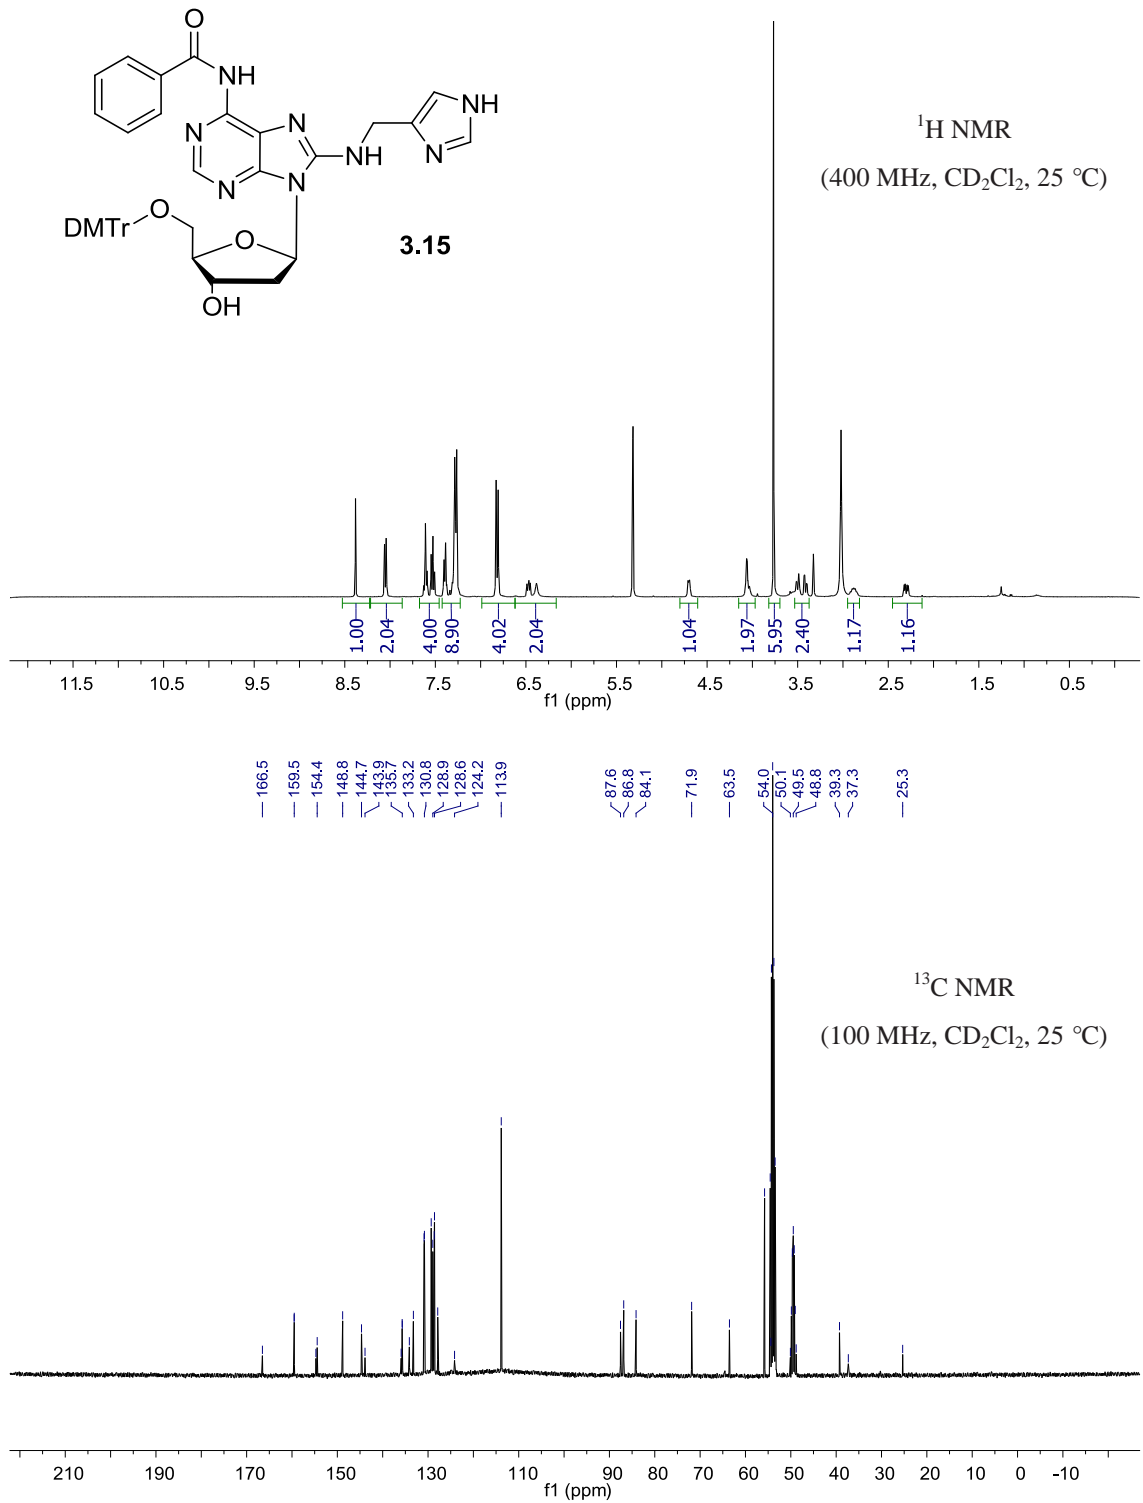 O
NH
N
N
N
N
NH
N
NH
DMTr
O
O
OH
3.15
¹H NMR
(400 MHz, CD₂Cl₂, 25 °C)
1.00 2.04 4.00 8.90 4.02 2.04 1.04 1.97 5.95 2.40 1.17 1.16
11.5 10.5 9.5 8.5 7.5 6.5 5.5 4.5 3.5 2.5 1.5 0.5
f1 (ppm)
166.5 159.5 154.4 148.8 144.7 143.9 135.7 133.2 130.8 128.9 128.6 124.2 113.9 87.6 86.8 84.1 71.9 63.5 54.0 50.1 49.5 48.8 39.3 37.3 25.3
¹³C NMR
(100 MHz, CD₂Cl₂, 25 °C)
210 190 170 150 130 110 90 80 70 60 50 40 30 20 10 0 -10
f1 (ppm)